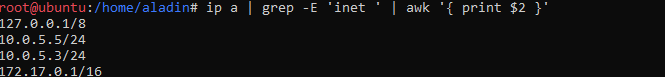 root@ubuntu:/home/aladin# ip a | grep -E 'inet ' | awk '{ print $2 }'
127.0.0.1/8
10.0.5.5/24
10.0.5.3/24
172.17.0.1/16